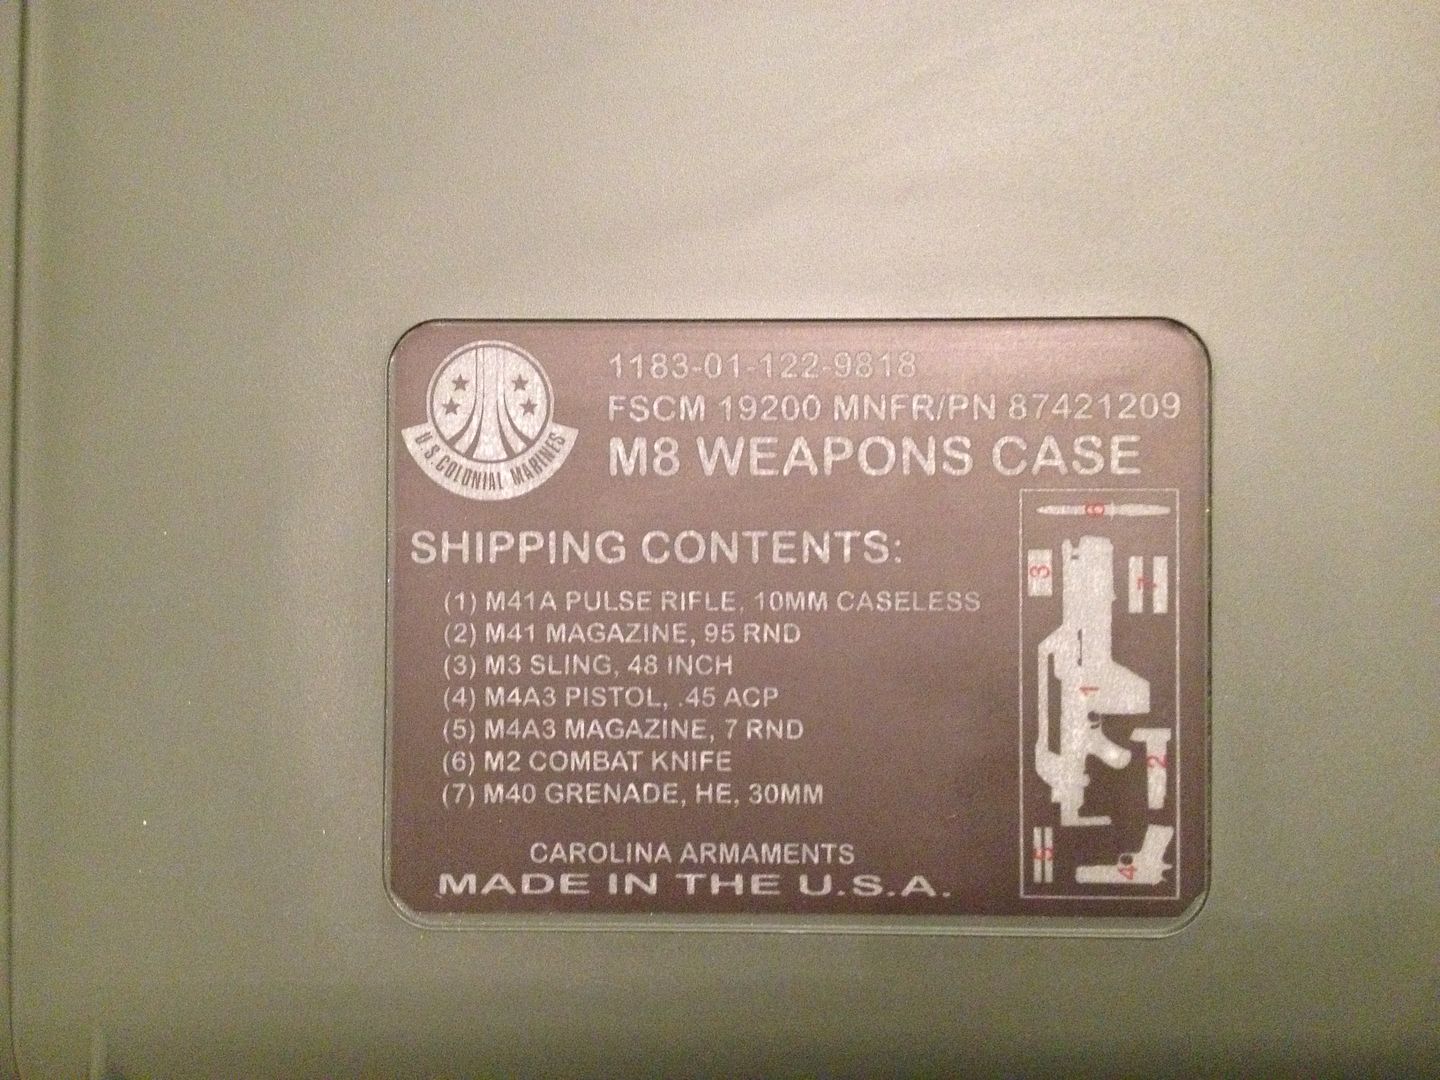 1183-01-122-9818
FSCM 19200 MNFR/PN 87421209
M8 WEAPONS CASE
U.S. COLONIAL MARINES
SHIPPING CONTENTS:
(1) M41A PULSE RIFLE, 10MM CASELESS
(2) M41 MAGAZINE, 95 RND
(3) M3 SLING, 48 INCH
(4) M4A3 PISTOL, .45 ACP
(5) M4A3 MAGAZINE, 7 RND
(6) M2 COMBAT KNIFE
(7) M40 GRENADE, HE, 30MM
CAROLINA ARMAMENTS
MADE IN THE U.S.A.
6
3
7
1
2
5
4